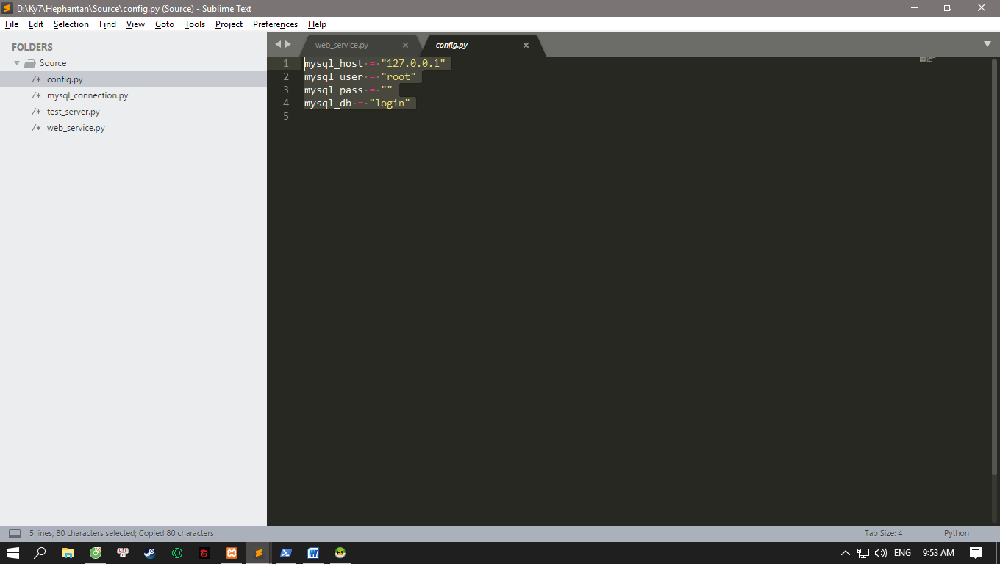 D:\Ky7\Hephantan\Source\config.py (Source) - Sublime Text
File Edit Selection Find View Goto Tools Project Preferences Help
FOLDERS
Source
/* config.py
/* mysql_connection.py
/* test_server.py
/* web_service.py
web_service.py × config.py ×
1 mysql_host = "127.0.0.1"
2 mysql_user = "root"
3 mysql_pass = ""
4 mysql_db = "login"
5
5 lines, 80 characters selected; Copied 80 characters
Tab Size: 4 Python
W HS ENG 9:53 AM